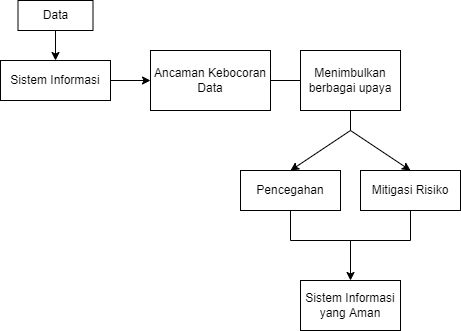 Data
Sistem Informasi
Ancaman Kebocoran
Data
Menimbulkan
berbagai upaya
Pencegahan
Mitigasi Risiko
Sistem Informasi
yang Aman